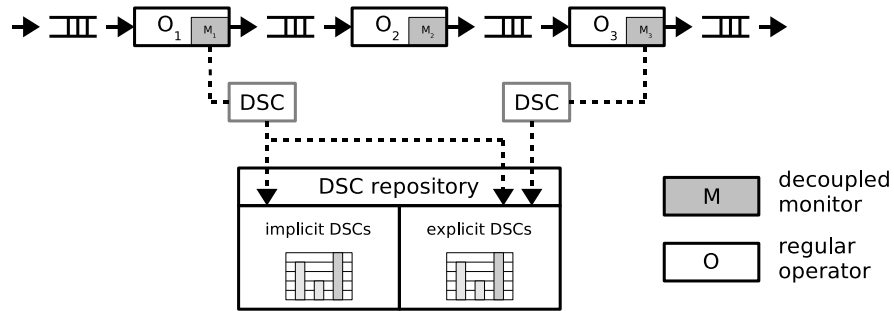 O1 M1 O2 M2 O3 M3
DSC DSC
DSC repository
implicit DSCs explicit DSCs
M decoupled
monitor
O regular
operator